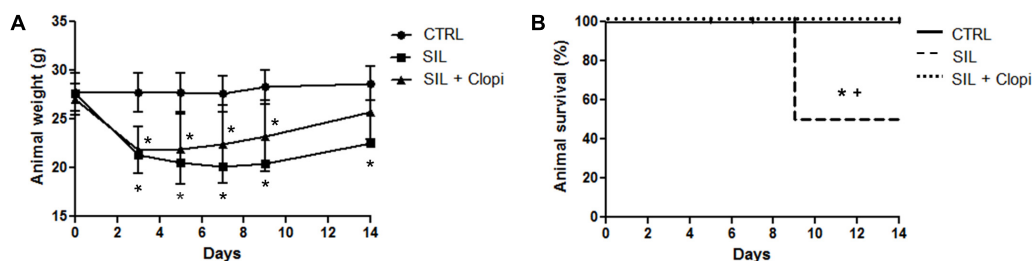 A
Animal weight (g)
35
30
25
20
15
0 2 4 6 8 10 12 14
Days
CTRL
SIL
SIL + Clopi
* * * *
* * * * *
B
Animal survival (%)
100
80
60
40
20
0
0 2 4 6 8 10 12 14
Days
CTRL
SIL
SIL + Clopi
* +